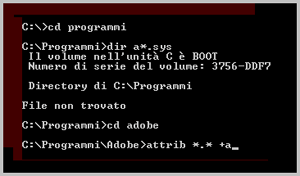 C:\>cd programmi
C:\Programmi>dir a*.sys
Il volume nell'unità C è BOOT
Numero di serie del volume: 3756-DDF7
Directory di C:\Programmi
File non trovato
C:\Programmi>cd adobe
C:\Programmi\Adobe>attrib *.* +a_